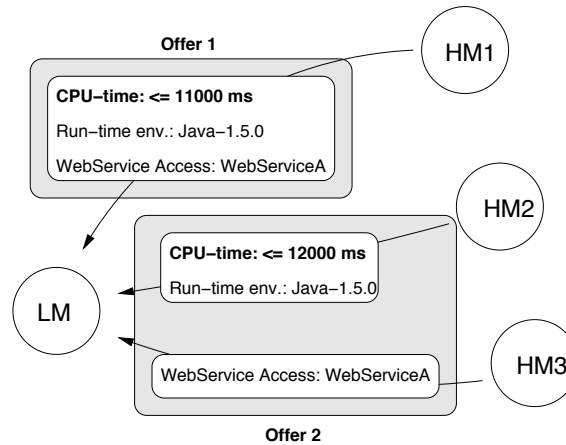 Offer 1
HM1
CPU−time: <= 11000 ms
Run−time env.: Java−1.5.0
WebService Access: WebServiceA
HM2
CPU−time: <= 12000 ms
Run−time env.: Java−1.5.0
LM
WebService Access: WebServiceA
HM3
Offer 2